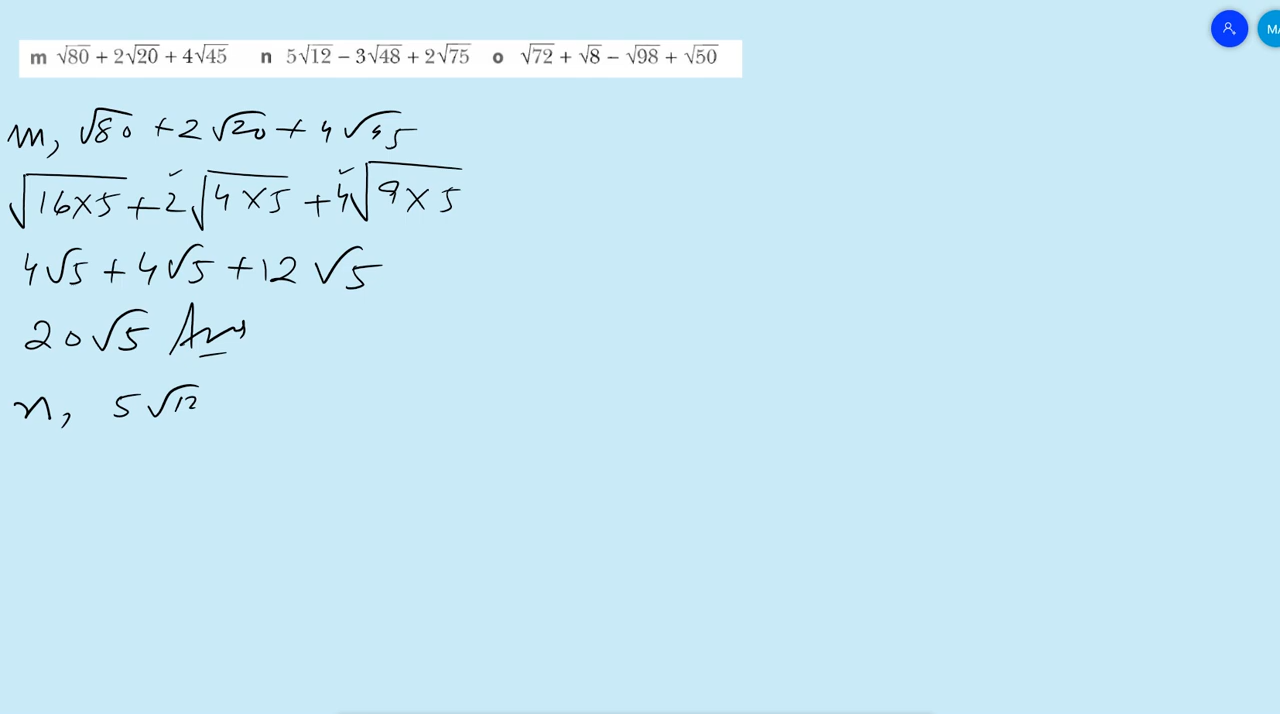 MA
m √80 + 2√20 + 4√45 n 5√12 − 3√48 + 2√75 o √72 + √8 − √98 + √50
m, √80 + 2√20 + 4√45
√16×5 + 2√4×5 + 4√9×5
4√5 + 4√5 + 12√5
20√5 Ans
n, 5√12